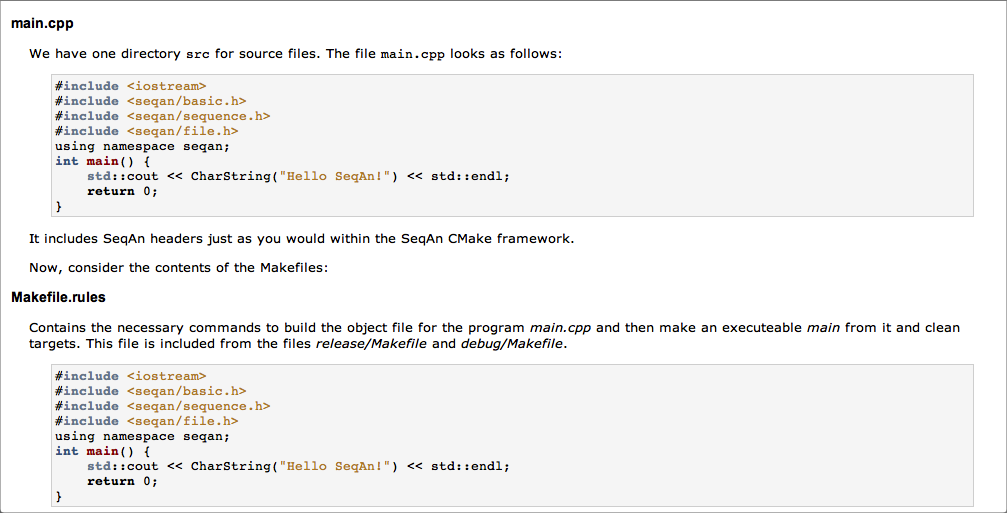 main.cpp
We have one directory src for source files. The file main.cpp looks as follows:
#include <iostream>
#include <seqan/basic.h>
#include <seqan/sequence.h>
#include <seqan/file.h>
using namespace seqan;
int main() {
    std::cout << CharString("Hello SeqAn!") << std::endl;
    return 0;
}
It includes SeqAn headers just as you would within the SeqAn CMake framework.
Now, consider the contents of the Makefiles:
Makefile.rules
Contains the necessary commands to build the object file for the program main.cpp and then make an executeable main from it and clean
targets. This file is included from the files release/Makefile and debug/Makefile.
#include <iostream>
#include <seqan/basic.h>
#include <seqan/sequence.h>
#include <seqan/file.h>
using namespace seqan;
int main() {
    std::cout << CharString("Hello SeqAn!") << std::endl;
    return 0;
}